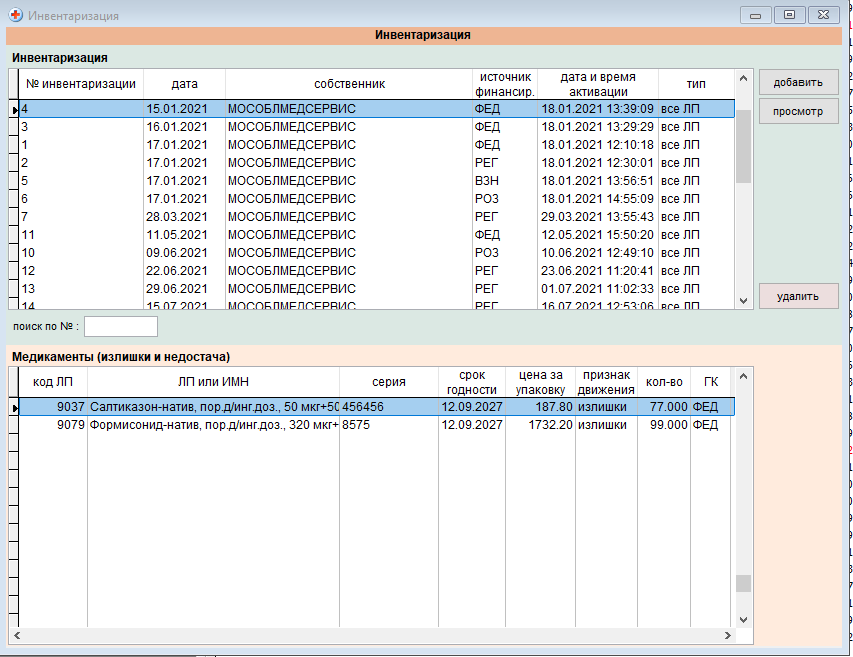 Инвентаризация
Инвентаризация
Инвентаризация
№ инвентаризации дата собственник источник финансир. дата и время активации тип
4 15.01.2021 МОСОБЛМЕДСЕРВИС ФЕД 18.01.2021 13:39:09 все ЛП
3 16.01.2021 МОСОБЛМЕДСЕРВИС ФЕД 18.01.2021 13:29:29 все ЛП
1 17.01.2021 МОСОБЛМЕДСЕРВИС ФЕД 18.01.2021 12:10:18 все ЛП
2 17.01.2021 МОСОБЛМЕДСЕРВИС РЕГ 18.01.2021 12:30:01 все ЛП
5 17.01.2021 МОСОБЛМЕДСЕРВИС ВЗН 18.01.2021 13:56:51 все ЛП
6 17.01.2021 МОСОБЛМЕДСЕРВИС РОЗ 18.01.2021 14:55:09 все ЛП
7 28.03.2021 МОСОБЛМЕДСЕРВИС РЕГ 29.03.2021 13:55:43 все ЛП
11 11.05.2021 МОСОБЛМЕДСЕРВИС ФЕД 12.05.2021 15:50:20 все ЛП
10 09.06.2021 МОСОБЛМЕДСЕРВИС РОЗ 10.06.2021 12:49:10 все ЛП
12 22.06.2021 МОСОБЛМЕДСЕРВИС РЕГ 23.06.2021 11:20:41 все ЛП
13 29.06.2021 МОСОБЛМЕДСЕРВИС РЕГ 01.07.2021 11:02:33 все ЛП
14 15.07.2021 МОСОБЛМЕДСЕРВИС РЕГ 16.07.2021 12:53:06 все ЛП
добавить
просмотр
удалить
поиск по № :
Медикаменты (излишки и недостача)
код ЛП ЛП или ИМН серия срок годности цена за упаковку признак движения кол-во ГК
9037 Салтиказон-натив, пор.д/инг.доз., 50 мкг+50 456456 12.09.2027 187.80 излишки 77.000 ФЕД
9079 Формисонид-натив, пор.д/инг.доз., 320 мкг+ 8575 12.09.2027 1732.20 излишки 99.000 ФЕД